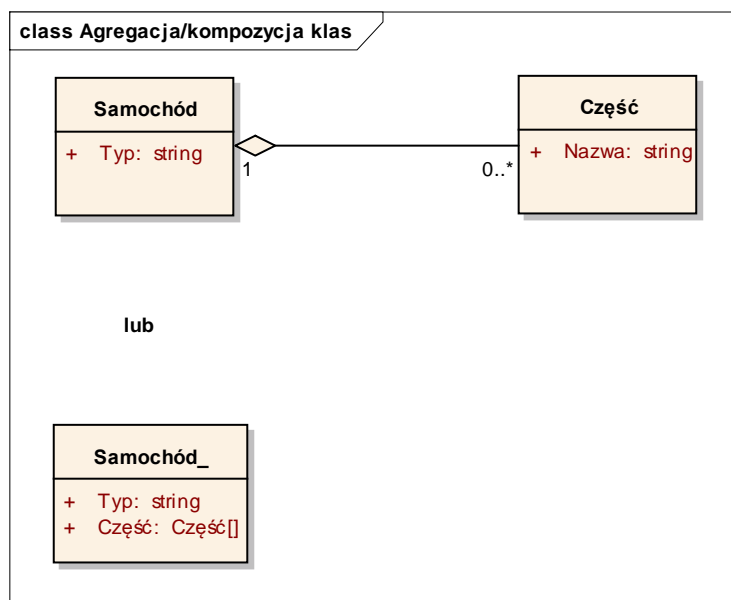 class Agregacja/kompozycja klas
Samochód
+ Typ: string
Część
+ Nazwa: string
1
0..*
lub
Samochód_
+ Typ: string
+ Część: Część[]